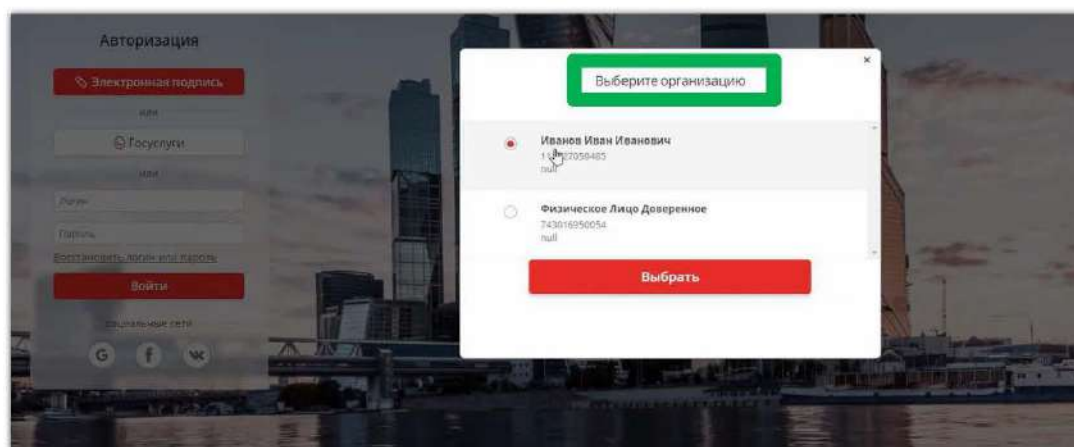 Авторизация
Электронная подпись
или
Госуслуги
или
Логин
Пароль
Восстановить логин или пароль
Войти
социальные сети
G f
Выберите организацию
×
Иванов Иван Иванович
null
Физическое Лицо Доверенное
743016950054
null
Выбрать